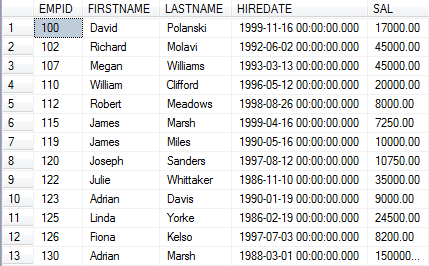 EMPID FIRSTNAME LASTNAME HIREDATE SAL
1 100 David Polanski 1999-11-16 00:00:00.000 17000.00
2 102 Richard Molavi 1992-06-02 00:00:00.000 45000.00
3 107 Megan Williams 1993-03-13 00:00:00.000 45000.00
4 110 William Clifford 1996-05-12 00:00:00.000 20000.00
5 112 Robert Meadows 1998-08-26 00:00:00.000 8000.00
6 115 James Marsh 1999-04-16 00:00:00.000 7250.00
7 119 James Miles 1990-05-16 00:00:00.000 10000.00
8 120 Joseph Sanders 1997-08-12 00:00:00.000 10750.00
9 122 Julie Whittaker 1986-11-10 00:00:00.000 35000.00
10 123 Adrian Davis 1990-01-19 00:00:00.000 9000.00
11 125 Linda Yorke 1986-02-19 00:00:00.000 24500.00
12 126 Fiona Kelso 1997-07-03 00:00:00.000 8200.00
13 130 Adrian Marsh 1988-03-01 00:00:00.000 150000...